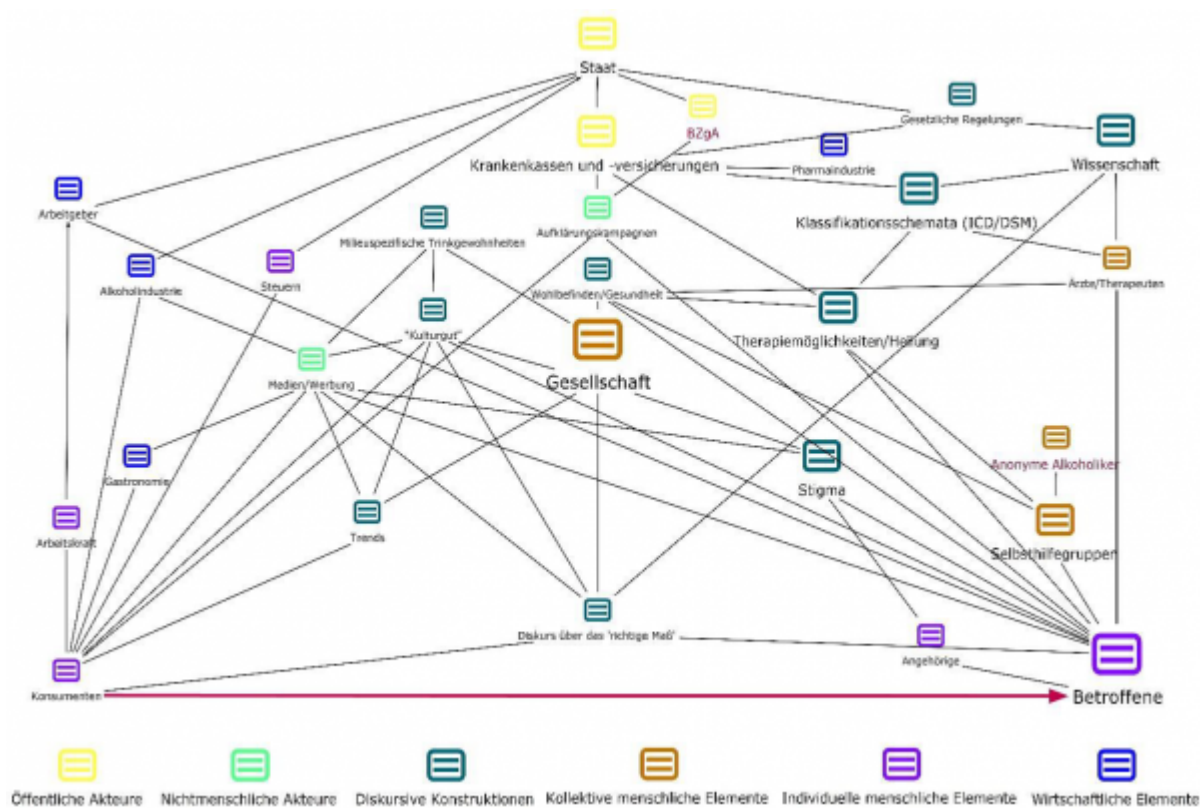 Staat
Gesetzliche Regelungen
BZgA
Krankenkassen und -versicherungen
Pharmaindustrie
Wissenschaft
Arbeitgeber
Klassifikationsschemata (ICD/DSM)
Milieuspezifische Trinkgewohnheiten
Aufklärungskampagnen
Alkoholindustrie
Steuern
Wohlbefinden/Gesundheit
Ärzte/Therapeuten
"Kulturgut"
Therapiemöglichkeiten/Heilung
Medien/Werbung
Gesellschaft
Anonyme Alkoholiker
Gastronomie
Stigma
Arbeitskraft
Trends
Selbsthilfegruppen
Diskurs über das 'richtige Maß'
Angehörige
Konsumenten
Betroffene
Öffentliche Akteure
Nichtmenschliche Akteure
Diskursive Konstruktionen
Kollektive menschliche Elemente
Individuelle menschliche Elemente
Wirtschaftliche Elemente